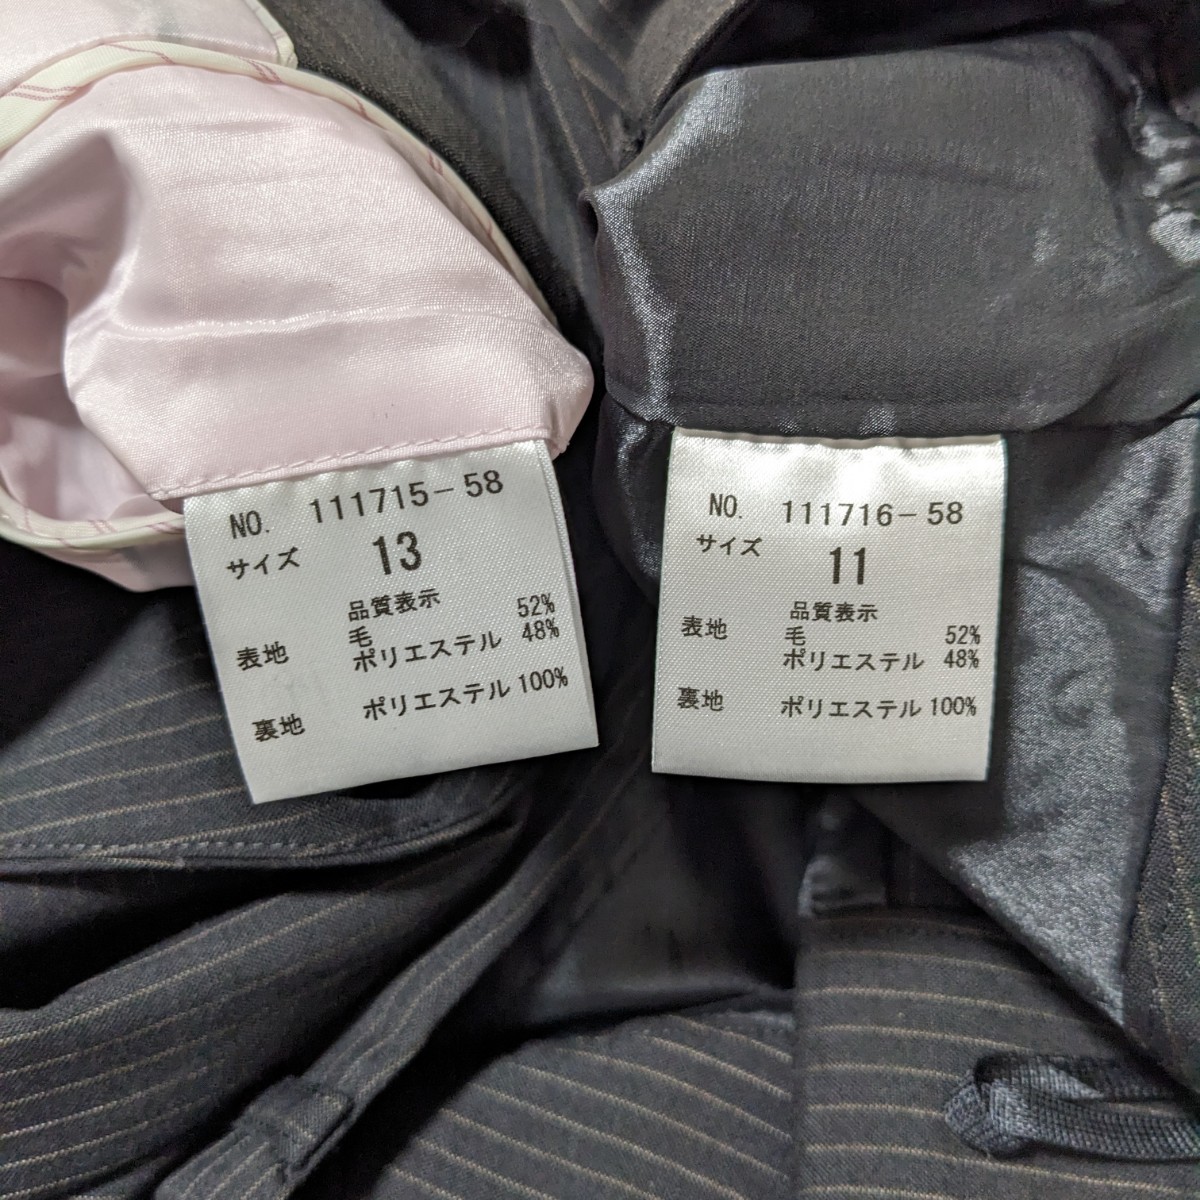 NO. 111715-58
サイズ 13
品質表示
表地 毛 52%
ポリエステル 48%
裏地 ポリエステル 100%
NO. 111716-58
サイズ 11
品質表示
表地 毛 52%
ポリエステル 48%
裏地 ポリエステル 100%